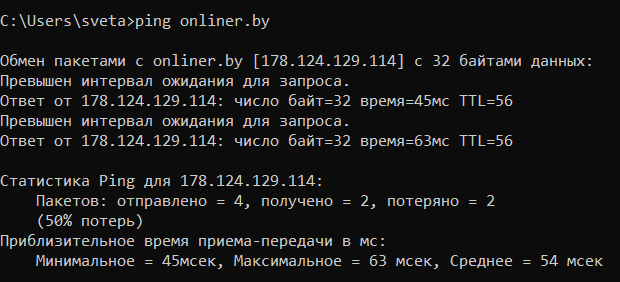 C:\Users\sveta>ping onliner.by
Обмен пакетами с onliner.by [178.124.129.114] с 32 байтами данных:
Превышен интервал ожидания для запроса.
Ответ от 178.124.129.114: число байт=32 время=45мс TTL=56
Превышен интервал ожидания для запроса.
Ответ от 178.124.129.114: число байт=32 время=63мс TTL=56
Статистика Ping для 178.124.129.114:
    Пакетов: отправлено = 4, получено = 2, потеряно = 2
    (50% потерь)
Приблизительное время приема-передачи в мс:
    Минимальное = 45мсек, Максимальное = 63 мсек, Среднее = 54 мсек